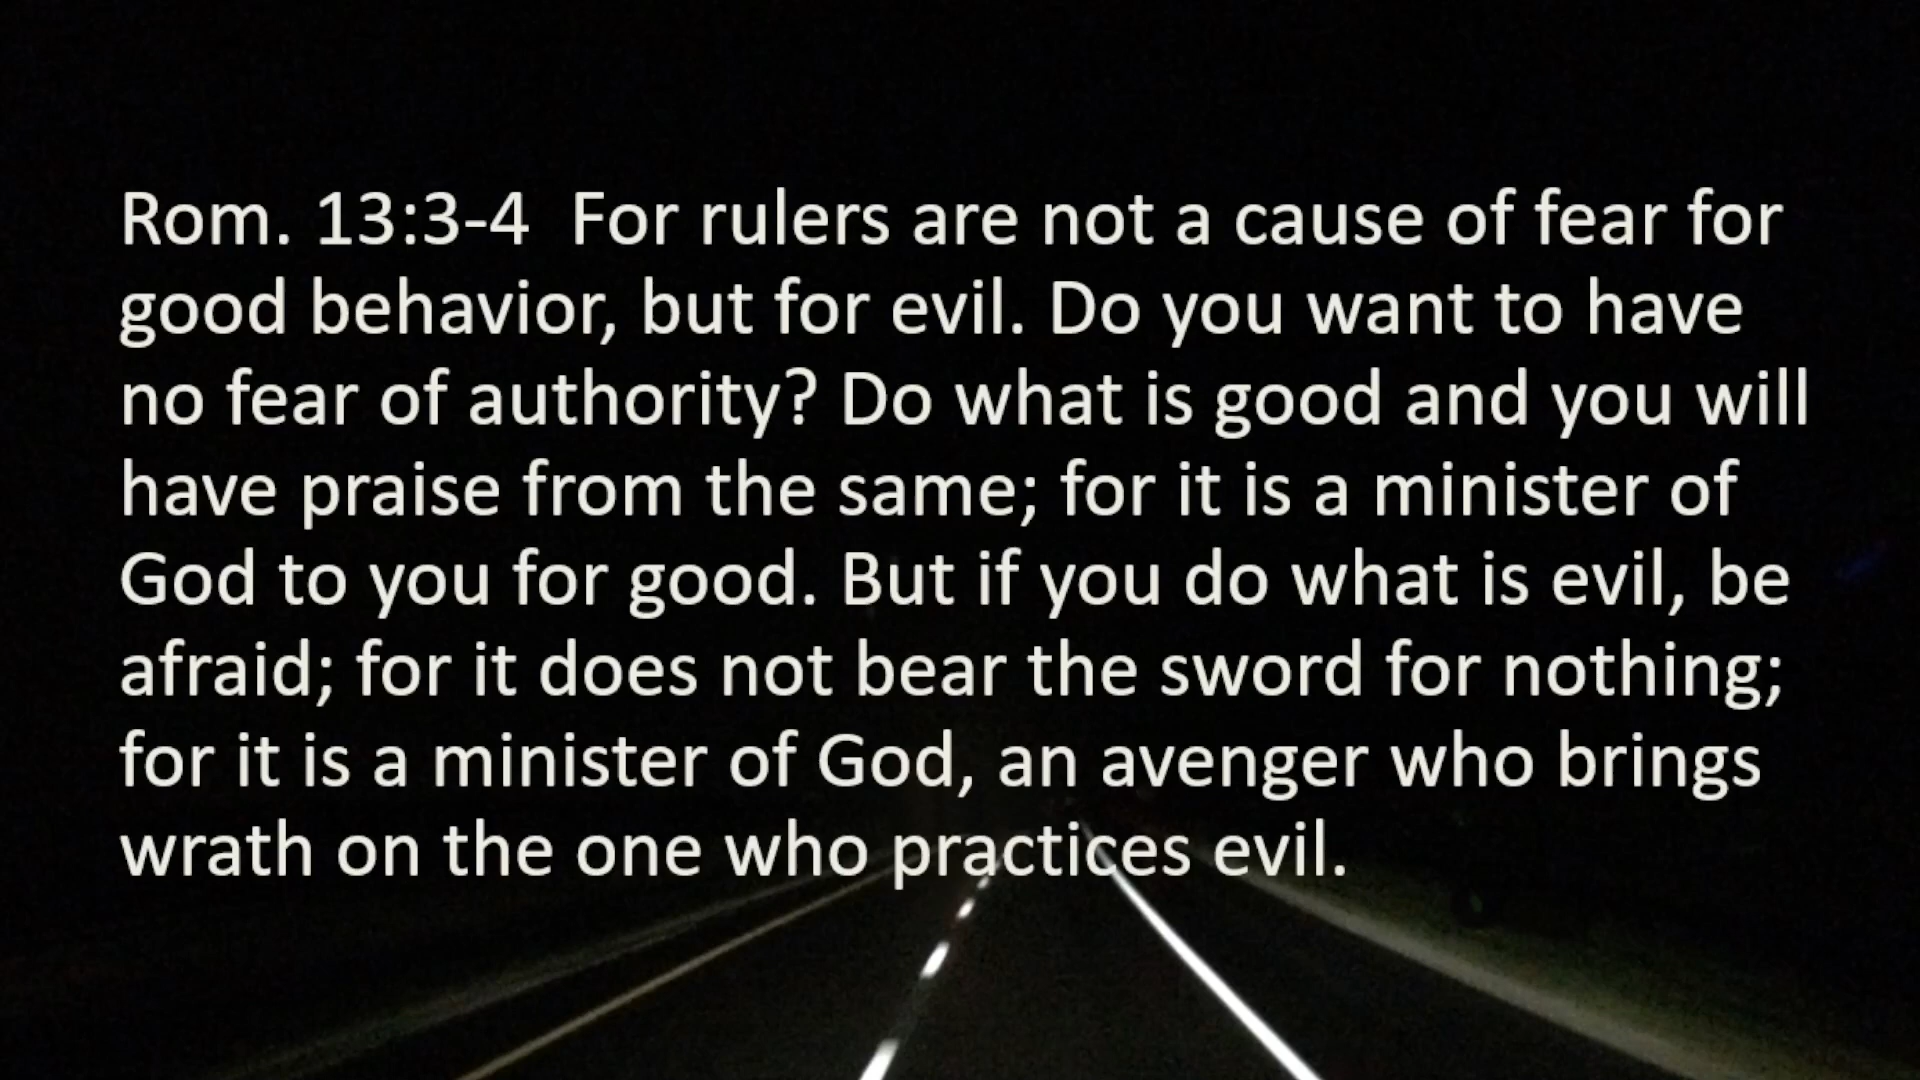 Rom. 13:3-4  For rulers are not a cause of fear for
good behavior, but for evil. Do you want to have
no fear of authority? Do what is good and you will
have praise from the same; for it is a minister of
God to you for good. But if you do what is evil, be
afraid; for it does not bear the sword for nothing;
for it is a minister of God, an avenger who brings
wrath on the one who practices evil.